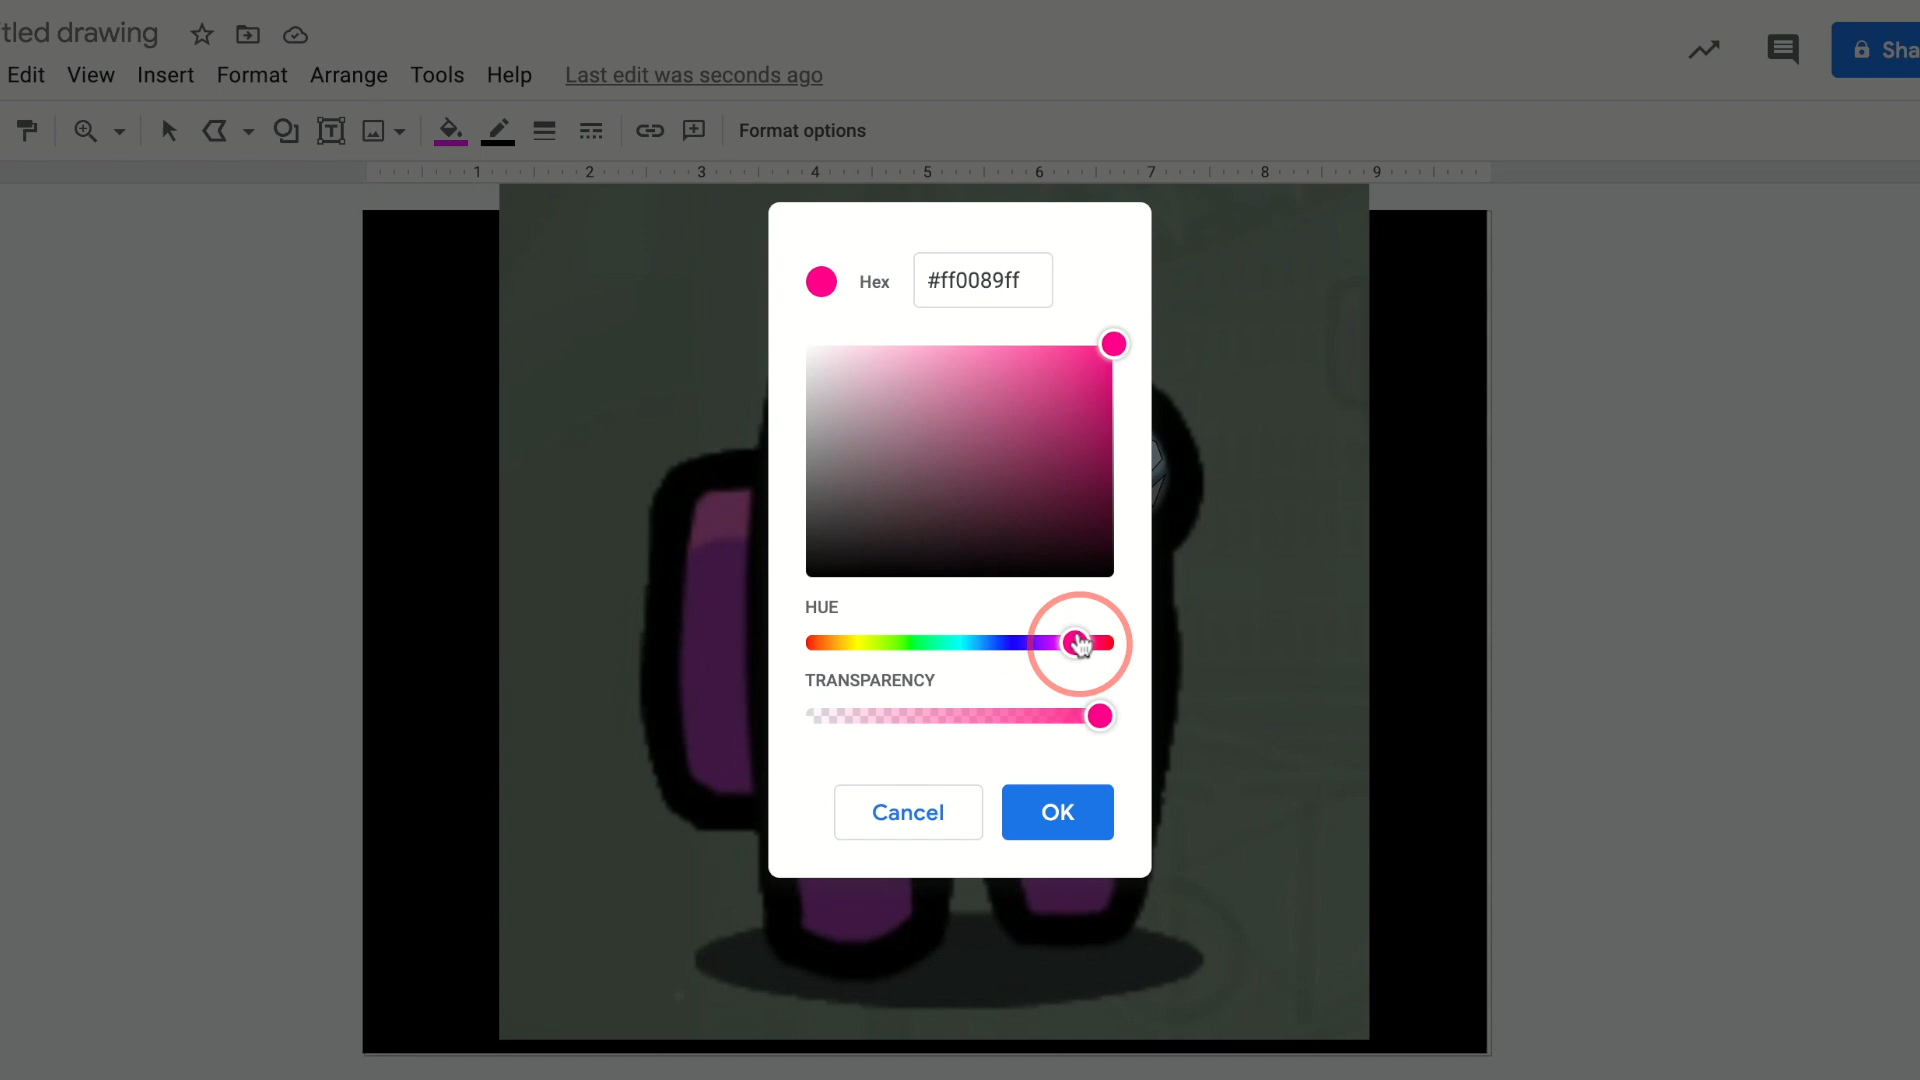 tled drawing
Edit View Insert Format Arrange Tools Help Last edit was seconds ago
Sha
Format options
1 2 3 4 5 6 7 8 9
Hex #ff0089ff
HUE
TRANSPARENCY
Cancel OK